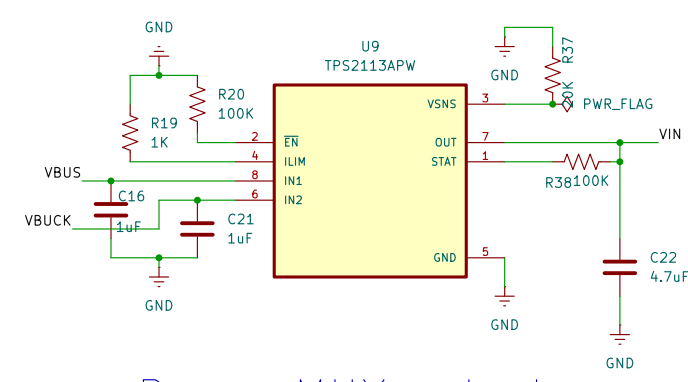 GND
U9
TPS2113APW
GND
R37
R20
100K
R19
1K
VSNS
3
PWR_FLAG
2
EN
OUT
7
VIN
4
ILIM
STAT
1
R38
100K
VBUS
8
IN1
6
IN2
C16
1uF
VBUCK
C21
1uF
GND
5
GND
GND
C22
4.7uF
GND